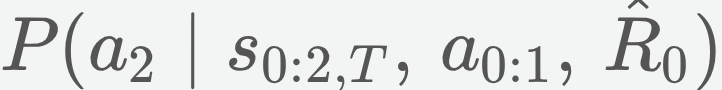 P(a₂ | s₀:₂,T, a₀:₁, R̂₀)